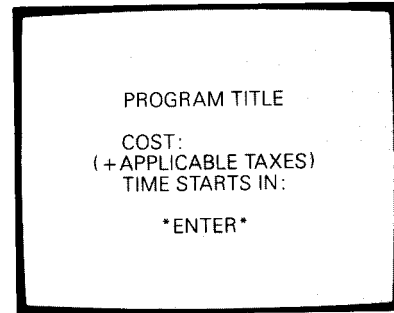 PROGRAM TITLE
COST:
(+APPLICABLE TAXES)
TIME STARTS IN:
*ENTER*